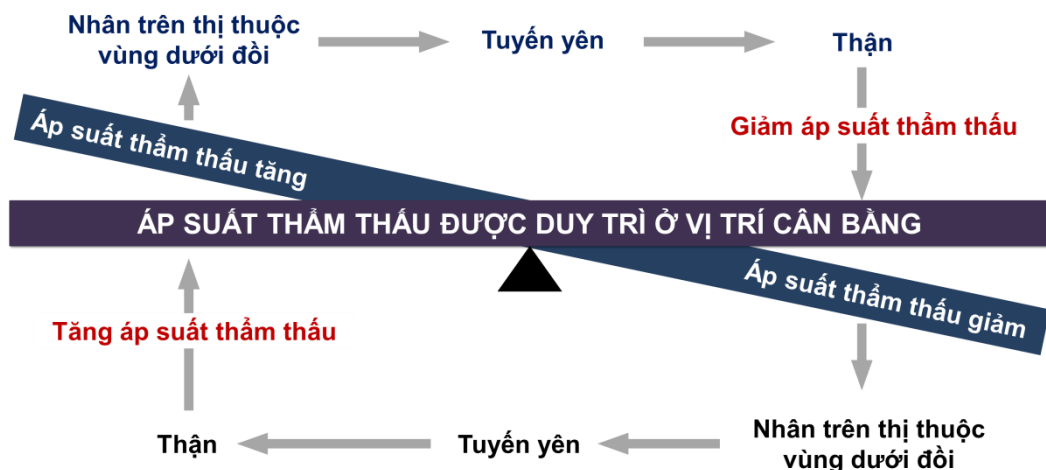 Nhân trên thị thuộc
vùng dưới đồi
Tuyến yên
Thận
Áp suất thẩm thấu tăng
Giảm áp suất thẩm thấu
ÁP SUẤT THẨM THẤU ĐƯỢC DUY TRÌ Ở VỊ TRÍ CÂN BẰNG
Áp suất thẩm thấu giảm
Tăng áp suất thẩm thấu
Thận
Tuyến yên
Nhân trên thị thuộc
vùng dưới đồi